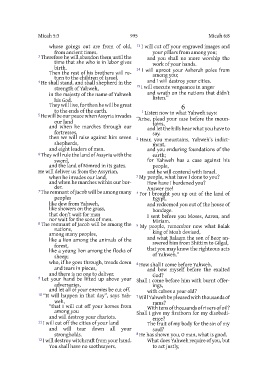 Micah 5:3 595 Micah 6:8
whose goings out are from of old,
from ancient times.
3 Therefore he will abandon them until the
time that she who is in labor gives
birth.
Then the rest of his brothers will re-
turn to the children of Israel.
4 He shall stand, and shall shepherd in the
strength of Yahweh,
in the majesty of the name of Yahweh
his God.
They will live, for then he will be great
to the ends of the earth.
5 He will be our peace when Assyria invades
our land
and when he marches through our
fortresses,
then we will raise against him seven
shepherds,
and eight leaders of men.
6 They will rule the land of Assyria with the
sword,
and the land of Nimrod in its gates.
He will deliver us from the Assyrian,
when he invades our land,
and when he marches within our bor-
der.
7 The remnant of Jacob will be among many
peoples
like dew from Yahweh,
like showers on the grass,
that don't wait for man
nor wait for the sons of men.
8 The remnant of Jacob will be among the
nations,
among many peoples,
like a lion among the animals of the
forest,
like a young lion among the flocks of
sheep;
who, if he goes through, treads down
and tears in pieces,
and there is no one to deliver.
9 Let your hand be lifted up above your
adversaries,
and let all of your enemies be cut off.
10 "It will happen in that day", says Yah-
weh,
"that I will cut off your horses from
among you
and will destroy your chariots.
11 I will cut off the cities of your land
and will tear down all your
strongholds.
12 I will destroy witchcraft from your hand.
You shall have no soothsayers.
13 I will cut off your engraved images and
your pillars from among you;
and you shall no more worship the
work of your hands.
14 I will uproot your Asherah poles from
among you;
and I will destroy your cities.
15 I will execute vengeance in anger
and wrath on the nations that didn't
listen."
6
1 Listen now to what Yahweh says:
"Arise, plead your case before the moun-
tains,
and let the hills hear what you have to
say.
2 Hear, you mountains, Yahweh's indict-
ment,
and you enduring foundations of the
earth;
for Yahweh has a case against his
people,
and he will contend with Israel.
3 My people, what have I done to you?
How have I burdened you?
Answer me!
4 For I brought you up out of the land of
Egypt,
and redeemed you out of the house of
bondage.
I sent before you Moses, Aaron, and
Miriam.
5 My people, remember now what Balak
king of Moab devised,
and what Balaam the son of Beor an-
swered him from Shittim to Gilgal,
that you may know the righteous acts
of Yahweh."
6 How shall I come before Yahweh,
and bow myself before the exalted
God?
Shall I come before him with burnt offer-
ings,
with calves a year old?
7 Will Yahweh be pleased with thousands of
rams?
With tens of thousands of rivers of oil?
Shall I give my firstborn for my disobedi-
ence?
The fruit of my body for the sin of my
soul?
8 He has shown you, O man, what is good.
What does Yahweh require of you, but
to act justly,